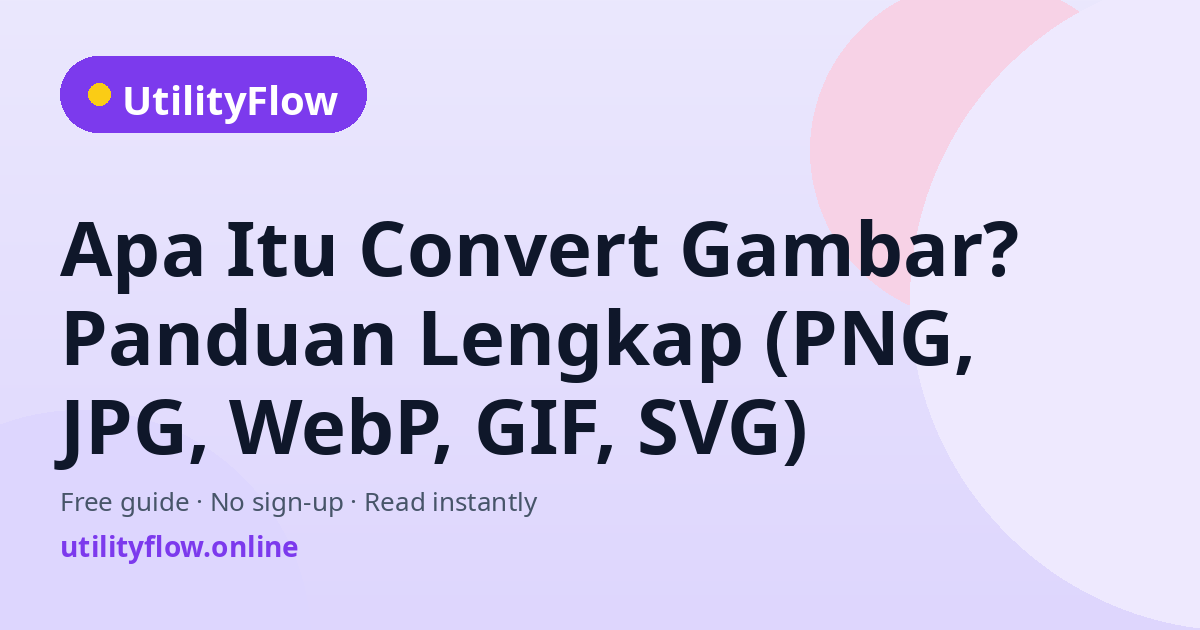 UtilityFlow
Apa Itu Convert Gambar?
Panduan Lengkap (PNG,
JPG, WebP, GIF, SVG)
Free guide · No sign-up · Read instantly
utilityflow.online